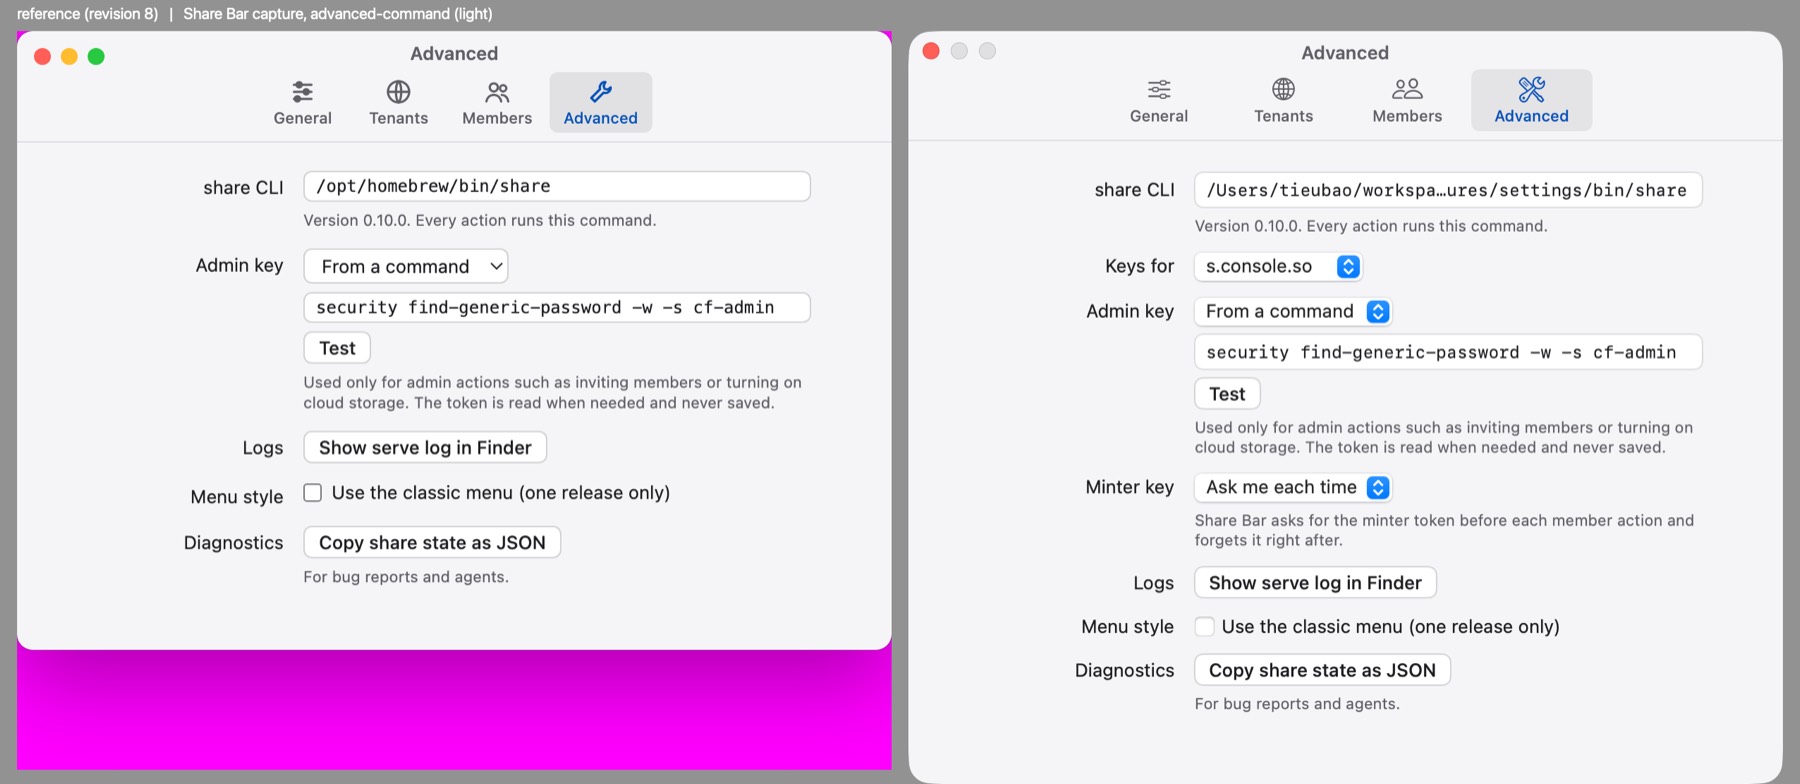 reference (revision 8) | Share Bar capture, advanced-command (light)
Advanced
General Tenants Members Advanced
share CLI /opt/homebrew/bin/share
Version 0.10.0. Every action runs this command.
Admin key From a command
security find-generic-password -w -s cf-admin
Test
Used only for admin actions such as inviting members or turning on
cloud storage. The token is read when needed and never saved.
Logs Show serve log in Finder
Menu style Use the classic menu (one release only)
Diagnostics Copy share state as JSON
For bug reports and agents.
Advanced
General Tenants Members Advanced
share CLI /Users/tieubao/workspa…ures/settings/bin/share
Version 0.10.0. Every action runs this command.
Keys for s.console.so
Admin key From a command
security find-generic-password -w -s cf-admin
Test
Used only for admin actions such as inviting members or turning on
cloud storage. The token is read when needed and never saved.
Minter key Ask me each time
Share Bar asks for the minter token before each member action and
forgets it right after.
Logs Show serve log in Finder
Menu style Use the classic menu (one release only)
Diagnostics Copy share state as JSON
For bug reports and agents.